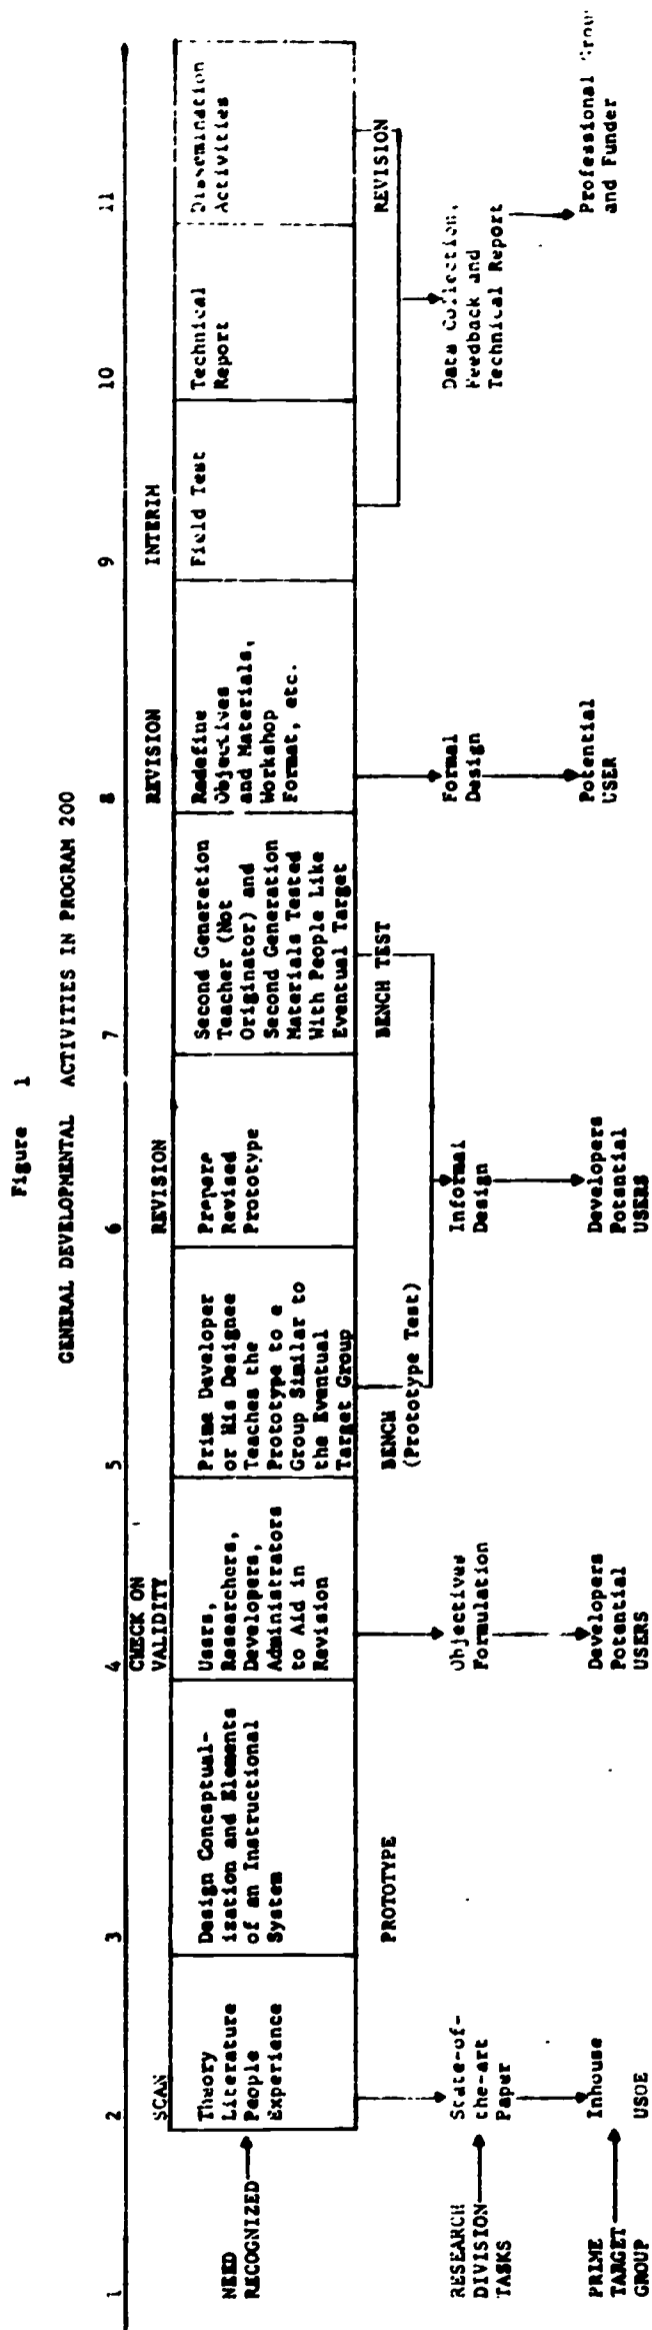 Figure 1
GENERAL DEVELOPMENTAL ACTIVITIES IN PROGRAM 200
1
2
3
4
5
6
7
8
9
10
11
SCAN
CHECK ON
VALIDITY
REVISION
REVISION
INTERIM
NEED
RECOGNIZED
Theory
Literature
People
Experience
Design Conceptual-
ization and Elements
of an Instructional
System
Users,
Researchers,
Developers,
Administrators
to Aid in
Revision
Prime Developer
or His Designee
Teaches the
Prototype to a
Group Similar to
the Eventual
Target Group
Prepare
Revised
Prototype
Second Generation
Teacher (Not
Originator) and
Second Generation
Materials Tested
With People Like
Eventual Target
Redefine
Objectives
and Materials,
Workshop
Format, etc.
Field Test
Technical
Report
Dissemination
Activities
PROTOTYPE
BENCH
(Prototype Test)
BENCH TEST
REVISION
RESEARCH
DIVISION
TASKS
State-of-
the-art
Paper
Objectives
Formulation
Informal
Design
Formal
Design
Data Collection,
Feedback and
Technical Report
PRIME
TARGET
GROUP
Inhouse
USOE
Developers
Potential
USERS
Developers
Potential
USERS
Potential
USER
Professional
and Funder